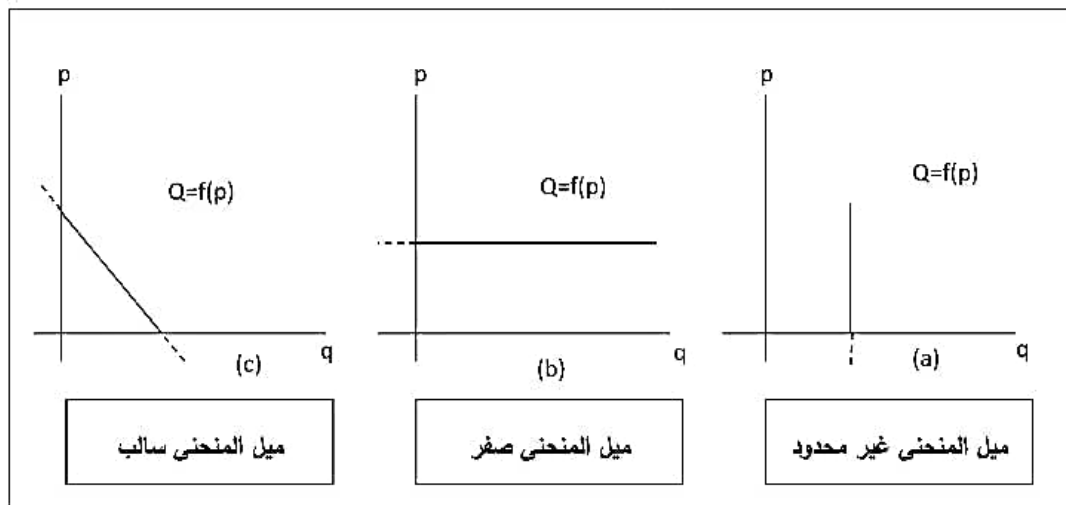 p
p
p
Q=f(p)
Q=f(p)
Q=f(p)
q
(a)
q
(b)
q
(c)
ميل المنحنى غير محدود
ميل المنحنى صفر
ميل المنحنى سالب